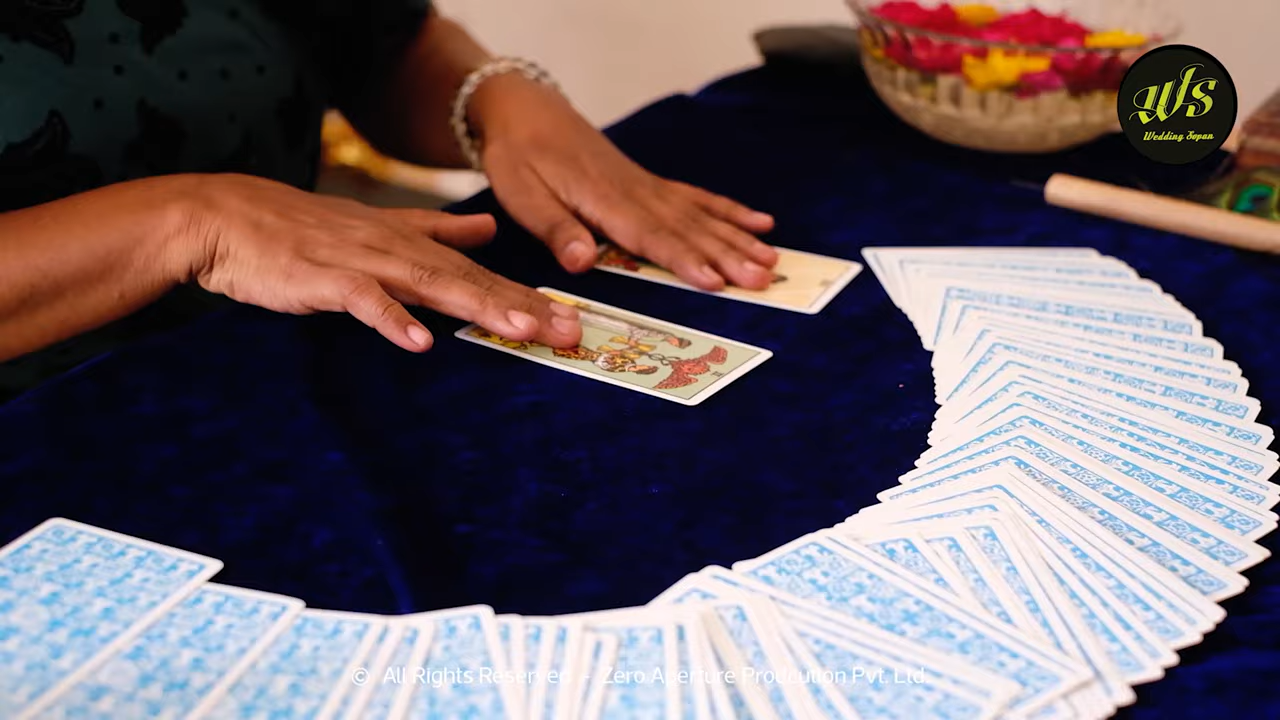 WS
Wedding Sopan
© All Rights Reserved - Zero Aperture Production Pvt. Ltd.